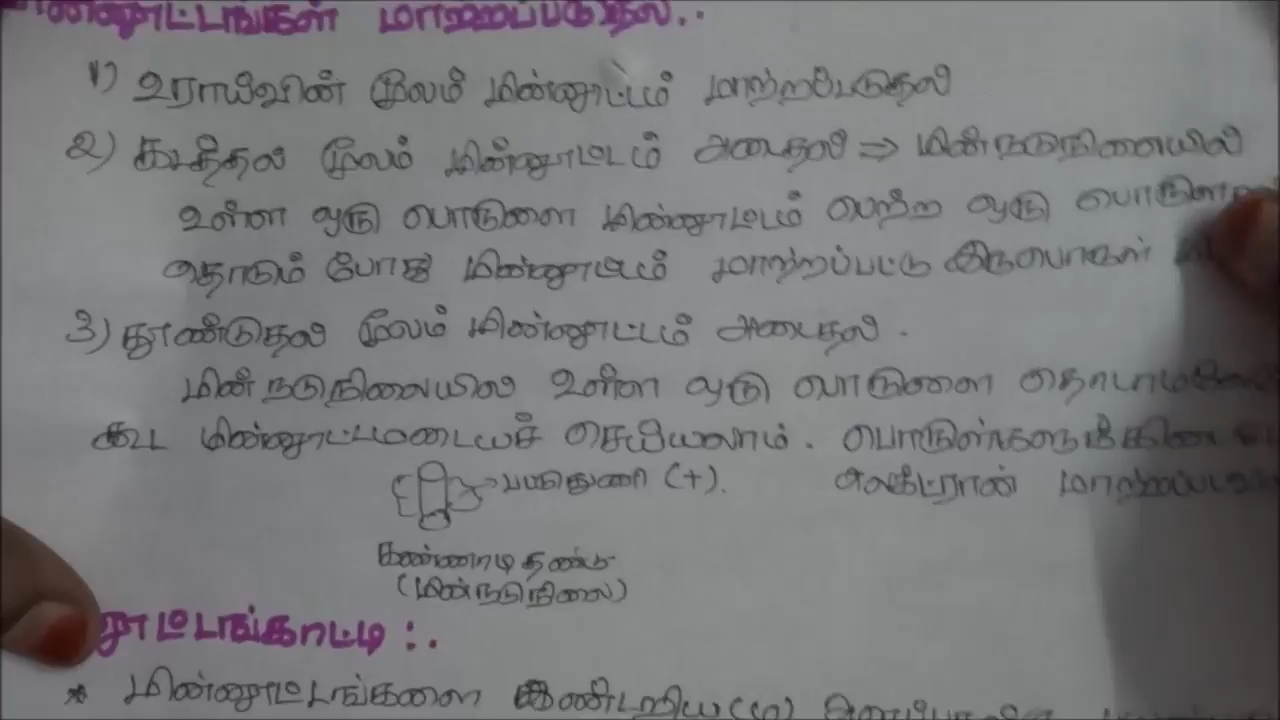 மின்னூட்டங்கள் மாற்றப்படுதல்..
1) உராய்வின் மூலம் மின்னூட்டம் மாற்றப்படுதல்
2) கடத்தல் மூலம் மின்னூட்டம் அடைதல் => மின்நடுநிலையில்
உள்ள ஒரு பொருளை மின்னூட்டம் பெற்ற ஒரு பொருளால்
தொடும் போது மின்னூட்டம் மாற்றப்பட்டு இருபொருள்
3) தூண்டுதல் மூலம் மின்னூட்டம் அடைதல்.
மின் நடுநிலையில் உள்ள ஒரு பொருளை தொடாமலேயே
கூட மின்னூட்டமடையச் செய்யலாம். பொருள்களுக்கிடை
பட்டுதுணி (+). எலக்ட்ரான் மாற்றப்படு
கண்ணாடி தண்டு
(மின்நடுநிலை)
னூட்டங்காட்டி :.
* மின்னூட்டங்களை கண்டறிய(மு)